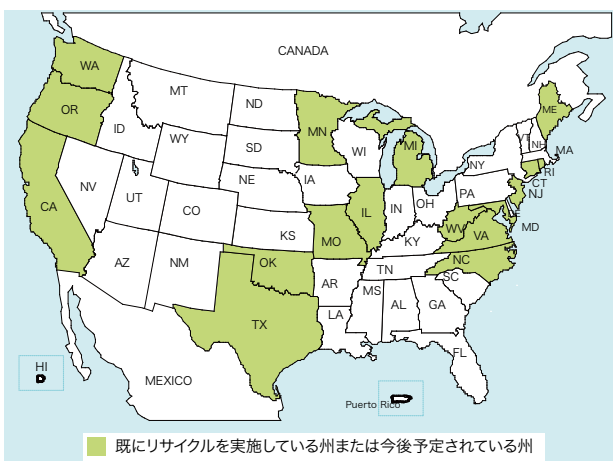 CANADA
WA
MT
ND
ME
OR
MN
VT
NH
ID
MI
MA
SD
WI
WY
NY
RI
NE
IA
CT
NJ
NV
PA
UT
OH
CA
CO
IL
IN
DE
MD
WV
VA
KS
MO
KY
OK
NC
AZ
NM
TN
SC
AR
MS
AL
GA
LA
TX
FL
HI
MEXICO
Puerto Rico
既にリサイクルを実施している州または今後予定されている州